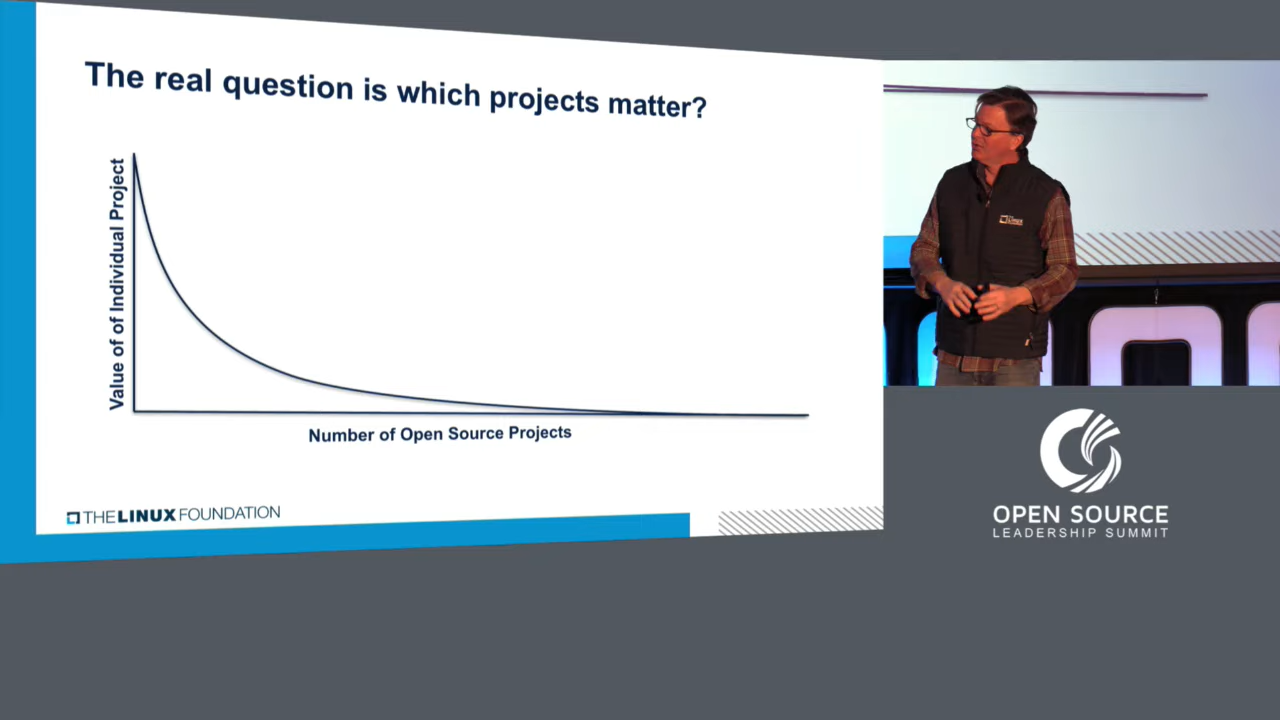 The real question is which projects matter?
Value of of Individual Project
Number of Open Source Projects
THE LINUX FOUNDATION
OPEN SOURCE
LEADERSHIP SUMMIT